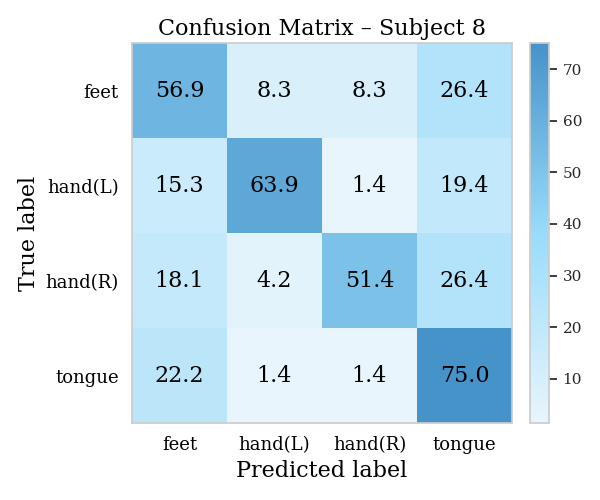 Confusion Matrix – Subject 8
True label
feet 56.9 8.3 8.3 26.4
hand(L) 15.3 63.9 1.4 19.4
hand(R) 18.1 4.2 51.4 26.4
tongue 22.2 1.4 1.4 75.0
feet hand(L) hand(R) tongue
Predicted label
70
60
50
40
30
20
10